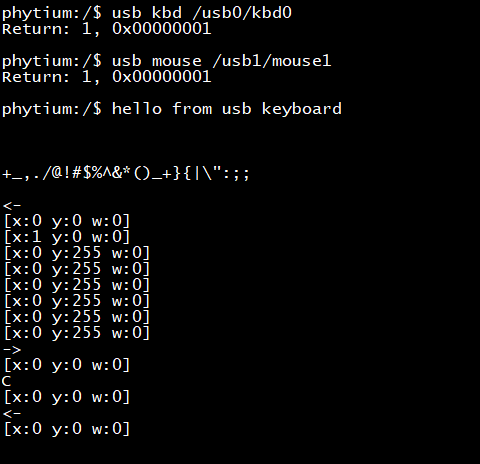 phytium:/$ usb kbd /usb0/kbd0
Return: 1, 0x00000001
phytium:/$ usb mouse /usb1/mouse1
Return: 1, 0x00000001
phytium:/$ hello from usb keyboard
+_,./@!#$%^&*()_+}{|\":;;
<-
[x:0 y:0 w:0]
[x:1 y:0 w:0]
[x:0 y:255 w:0]
[x:0 y:255 w:0]
[x:0 y:255 w:0]
[x:0 y:255 w:0]
[x:0 y:255 w:0]
[x:0 y:255 w:0]
->
[x:0 y:0 w:0]
C
[x:0 y:0 w:0]
<-
[x:0 y:0 w:0]